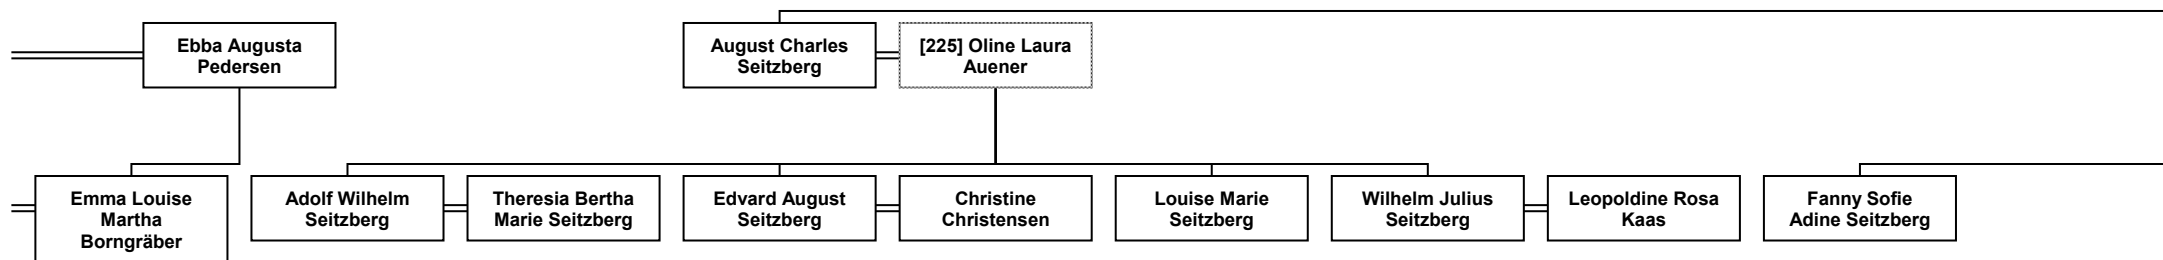 Ebba Augusta
Pedersen
August Charles
Seitzberg
[225] Oline Laura
Auener
Emma Louise
Martha
Borngräber
Adolf Wilhelm
Seitzberg
Theresia Bertha
Marie Seitzberg
Edvard August
Seitzberg
Christine
Christensen
Louise Marie
Seitzberg
Wilhelm Julius
Seitzberg
Leopoldine Rosa
Kaas
Fanny Sofie
Adine Seitzberg